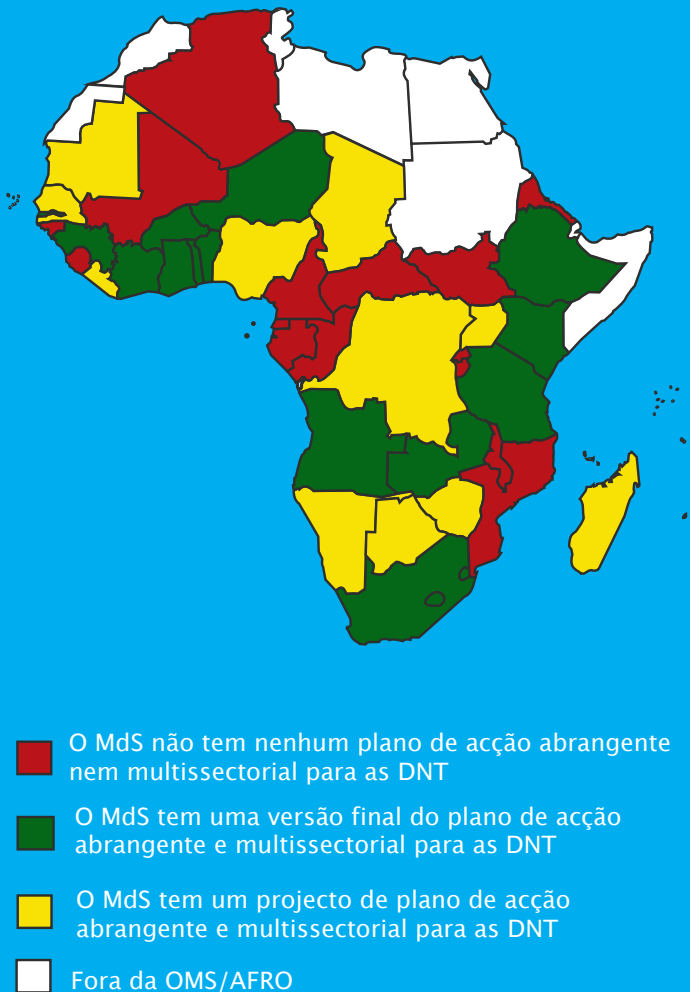 O MdS não tem nenhum plano de acção abrangente
nem multissectorial para as DNT
O MdS tem uma versão final do plano de acção
abrangente e multissectorial para as DNT
O MdS tem um projecto de plano de acção
abrangente e multissectorial para as DNT
Fora da OMS/AFRO